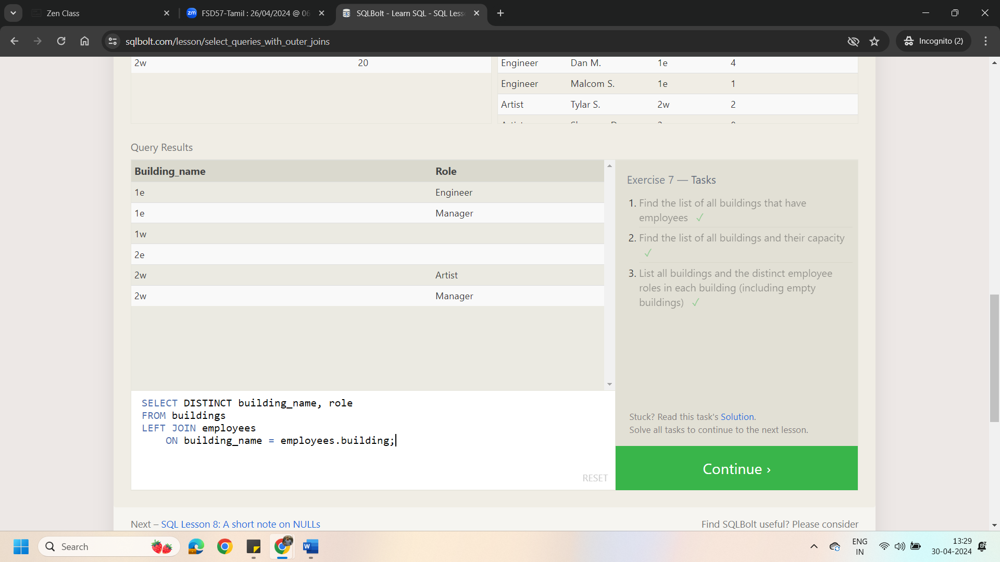 Zen Class
zm FSD57-Tamil : 26/04/2024 @ 06
SQLBolt - Learn SQL - SQL Less
sqlbolt.com/lesson/select_queries_with_outer_joins
Incognito (2)
2w 20
Engineer Dan M. 1e 4
Engineer Malcom S. 1e 1
Artist Tylar S. 2w 2
Query Results
Building_name Role
1e Engineer
1e Manager
1w
2e
2w Artist
2w Manager
Exercise 7 — Tasks
1. Find the list of all buildings that have
employees ✓
2. Find the list of all buildings and their capacity
✓
3. List all buildings and the distinct employee
roles in each building (including empty
buildings) ✓
SELECT DISTINCT building_name, role
FROM buildings
LEFT JOIN employees
ON building_name = employees.building;
RESET
Stuck? Read this task's Solution.
Solve all tasks to continue to the next lesson.
Continue ›
Next – SQL Lesson 8: A short note on NULLs
Find SQLBolt useful? Please consider
Search
W
ENG
IN
13:29
30-04-2024